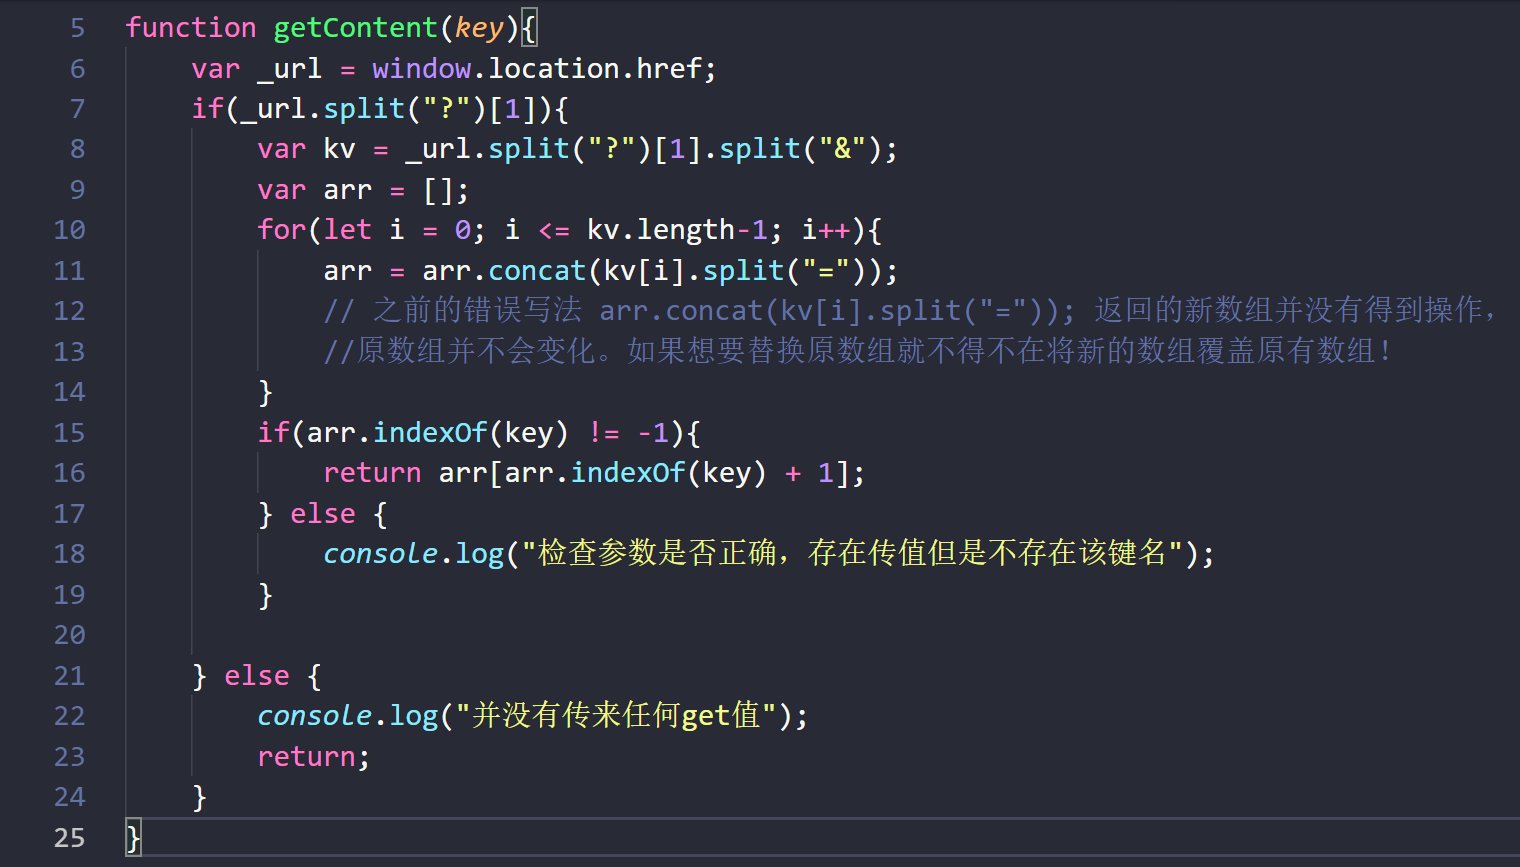 5 function getContent(key){
6 var _url = window.location.href;
7 if(_url.split("?")[1]){
8 var kv = _url.split("?")[1].split("&");
9 var arr = [];
10 for(let i = 0; i <= kv.length-1; i++){
11 arr = arr.concat(kv[i].split("="));
12 // 之前的错误写法 arr.concat(kv[i].split("=")); 返回的新数组并没有得到操作，
13 //原数组并不会变化。如果想要替换原数组就不得不在将新的数组覆盖原有数组！
14 }
15 if(arr.indexOf(key) != -1){
16 return arr[arr.indexOf(key) + 1];
17 } else {
18 console.log("检查参数是否正确，存在传值但是不存在该键名");
19 }
20
21 } else {
22 console.log("并没有传来任何get值");
23 return;
24 }
25 }